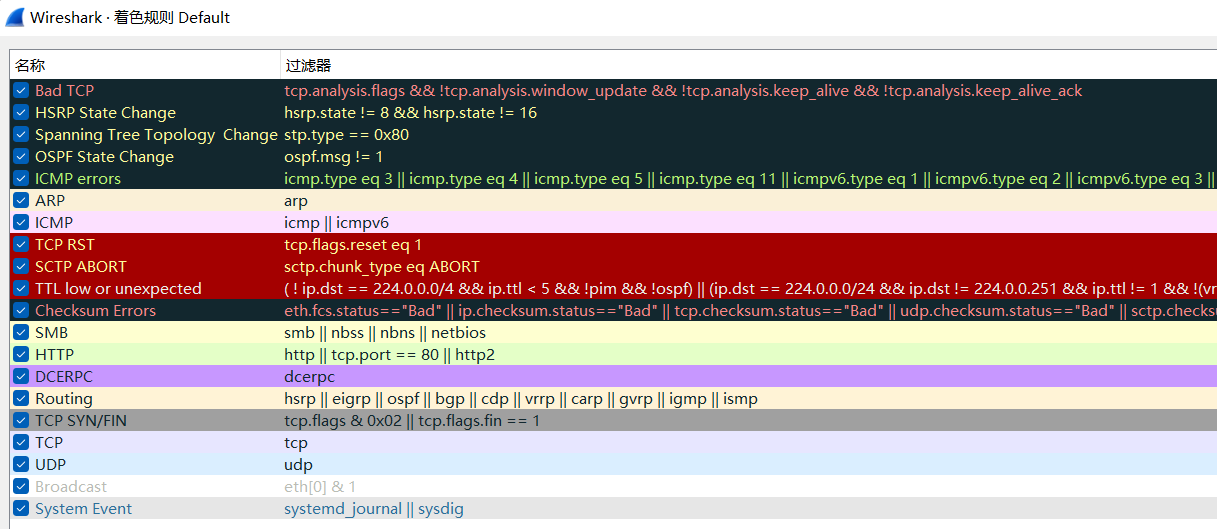 Wireshark · 着色规则 Default
名称 过滤器
Bad TCP tcp.analysis.flags && !tcp.analysis.window_update && !tcp.analysis.keep_alive && !tcp.analysis.keep_alive_ack
HSRP State Change hsrp.state != 8 && hsrp.state != 16
Spanning Tree Topology  Change stp.type == 0x80
OSPF State Change ospf.msg != 1
ICMP errors icmp.type eq 3 || icmp.type eq 4 || icmp.type eq 5 || icmp.type eq 11 || icmpv6.type eq 1 || icmpv6.type eq 2 || icmpv6.type eq 3 ||
ARP arp
ICMP icmp || icmpv6
TCP RST tcp.flags.reset eq 1
SCTP ABORT sctp.chunk_type eq ABORT
TTL low or unexpected ( ! ip.dst == 224.0.0.0/4 && ip.ttl < 5 && !pim && !ospf) || (ip.dst == 224.0.0.0/24 && ip.dst != 224.0.0.251 && ip.ttl != 1 && !(vr
Checksum Errors eth.fcs.status=="Bad" || ip.checksum.status=="Bad" || tcp.checksum.status=="Bad" || udp.checksum.status=="Bad" || sctp.checks
SMB smb || nbss || nbns || netbios
HTTP http || tcp.port == 80 || http2
DCERPC dcerpc
Routing hsrp || eigrp || ospf || bgp || cdp || vrrp || carp || gvrp || igmp || ismp
TCP SYN/FIN tcp.flags & 0x02 || tcp.flags.fin == 1
TCP tcp
UDP udp
Broadcast eth[0] & 1
System Event systemd_journal || sysdig